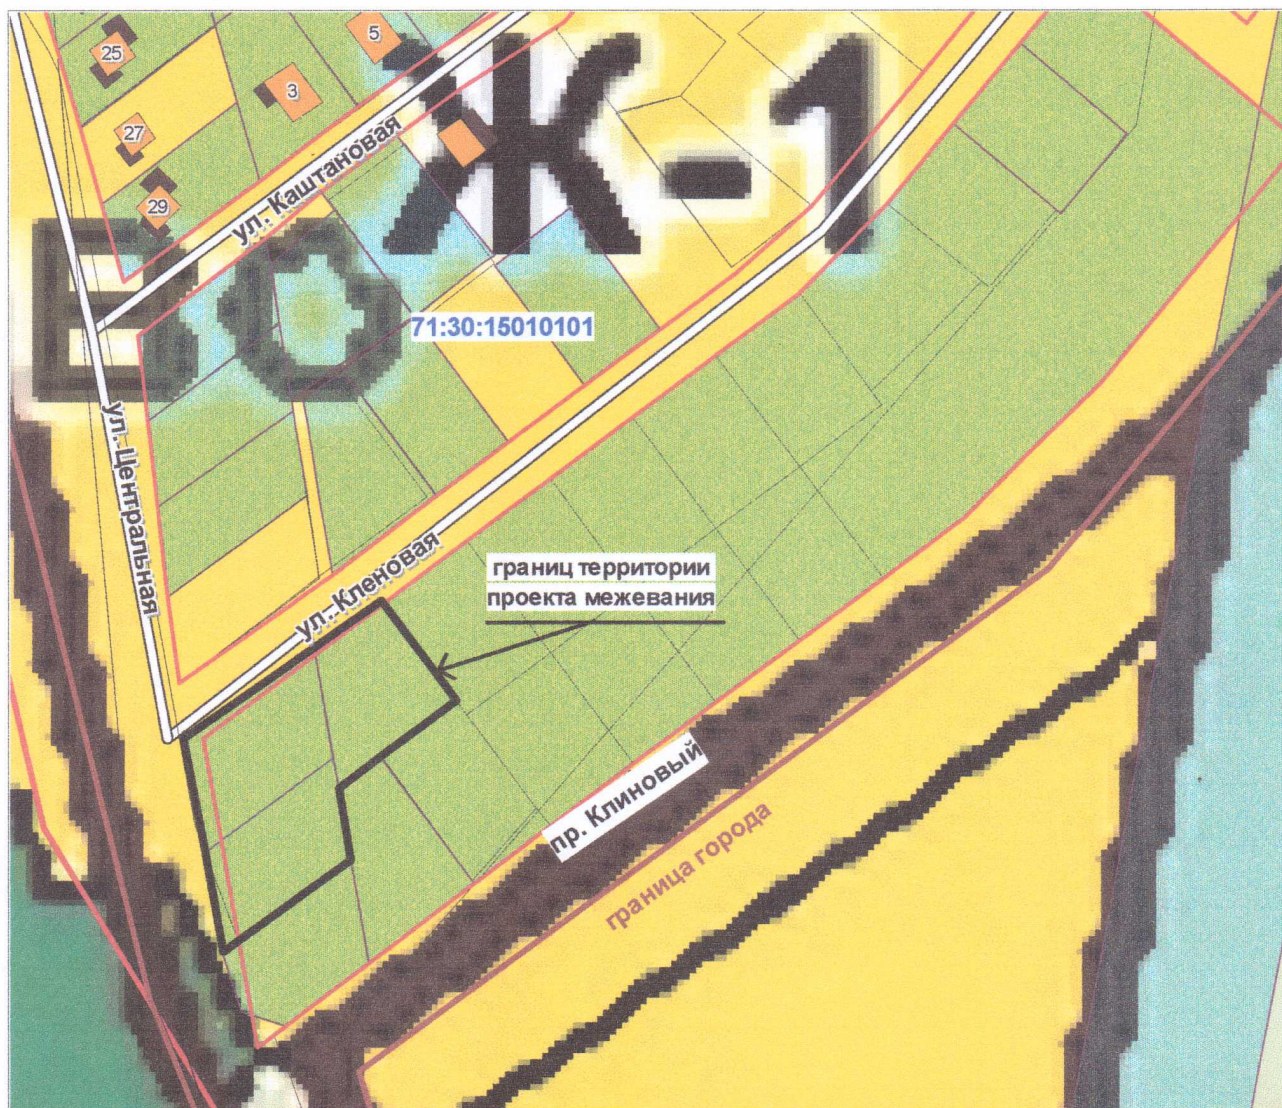 5
25
3
27
29
Ж-1
Во
ул. Каштановая
71:30:15010101
ул. Центральная
ул. Кленовая
границ территории
проекта межевания
пр. Клиновый
граница города